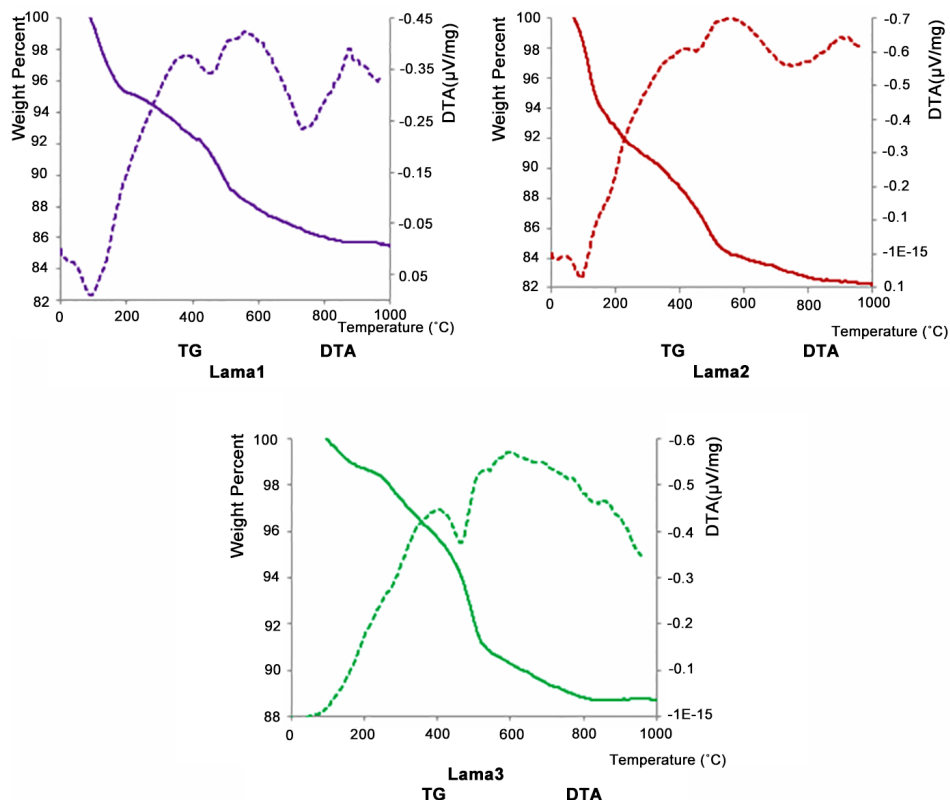 Weight Percent
100
98
96
94
92
90
88
86
84
82
-0.45
-0.35
-0.25
-0.15
-0.05
0.05
DTA(µV/mg)
0 200 400 600 800 1000
Temperature (˚C)
TG DTA
Lama1
Weight Percent
100
98
96
94
92
90
88
86
84
82
-0.7
-0.6
-0.5
-0.4
-0.3
-0.2
-0.1
-1E-15
0.1
DTA(µV/mg)
0 200 400 600 800 1000
Temperature (˚C)
TG DTA
Lama2
Weight Percent
100
98
96
94
92
90
88
-0.6
-0.5
-0.4
-0.3
-0.2
-0.1
-1E-15
DTA(µV/mg)
0 200 400 600 800 1000
Temperature (˚C)
Lama3
TG DTA